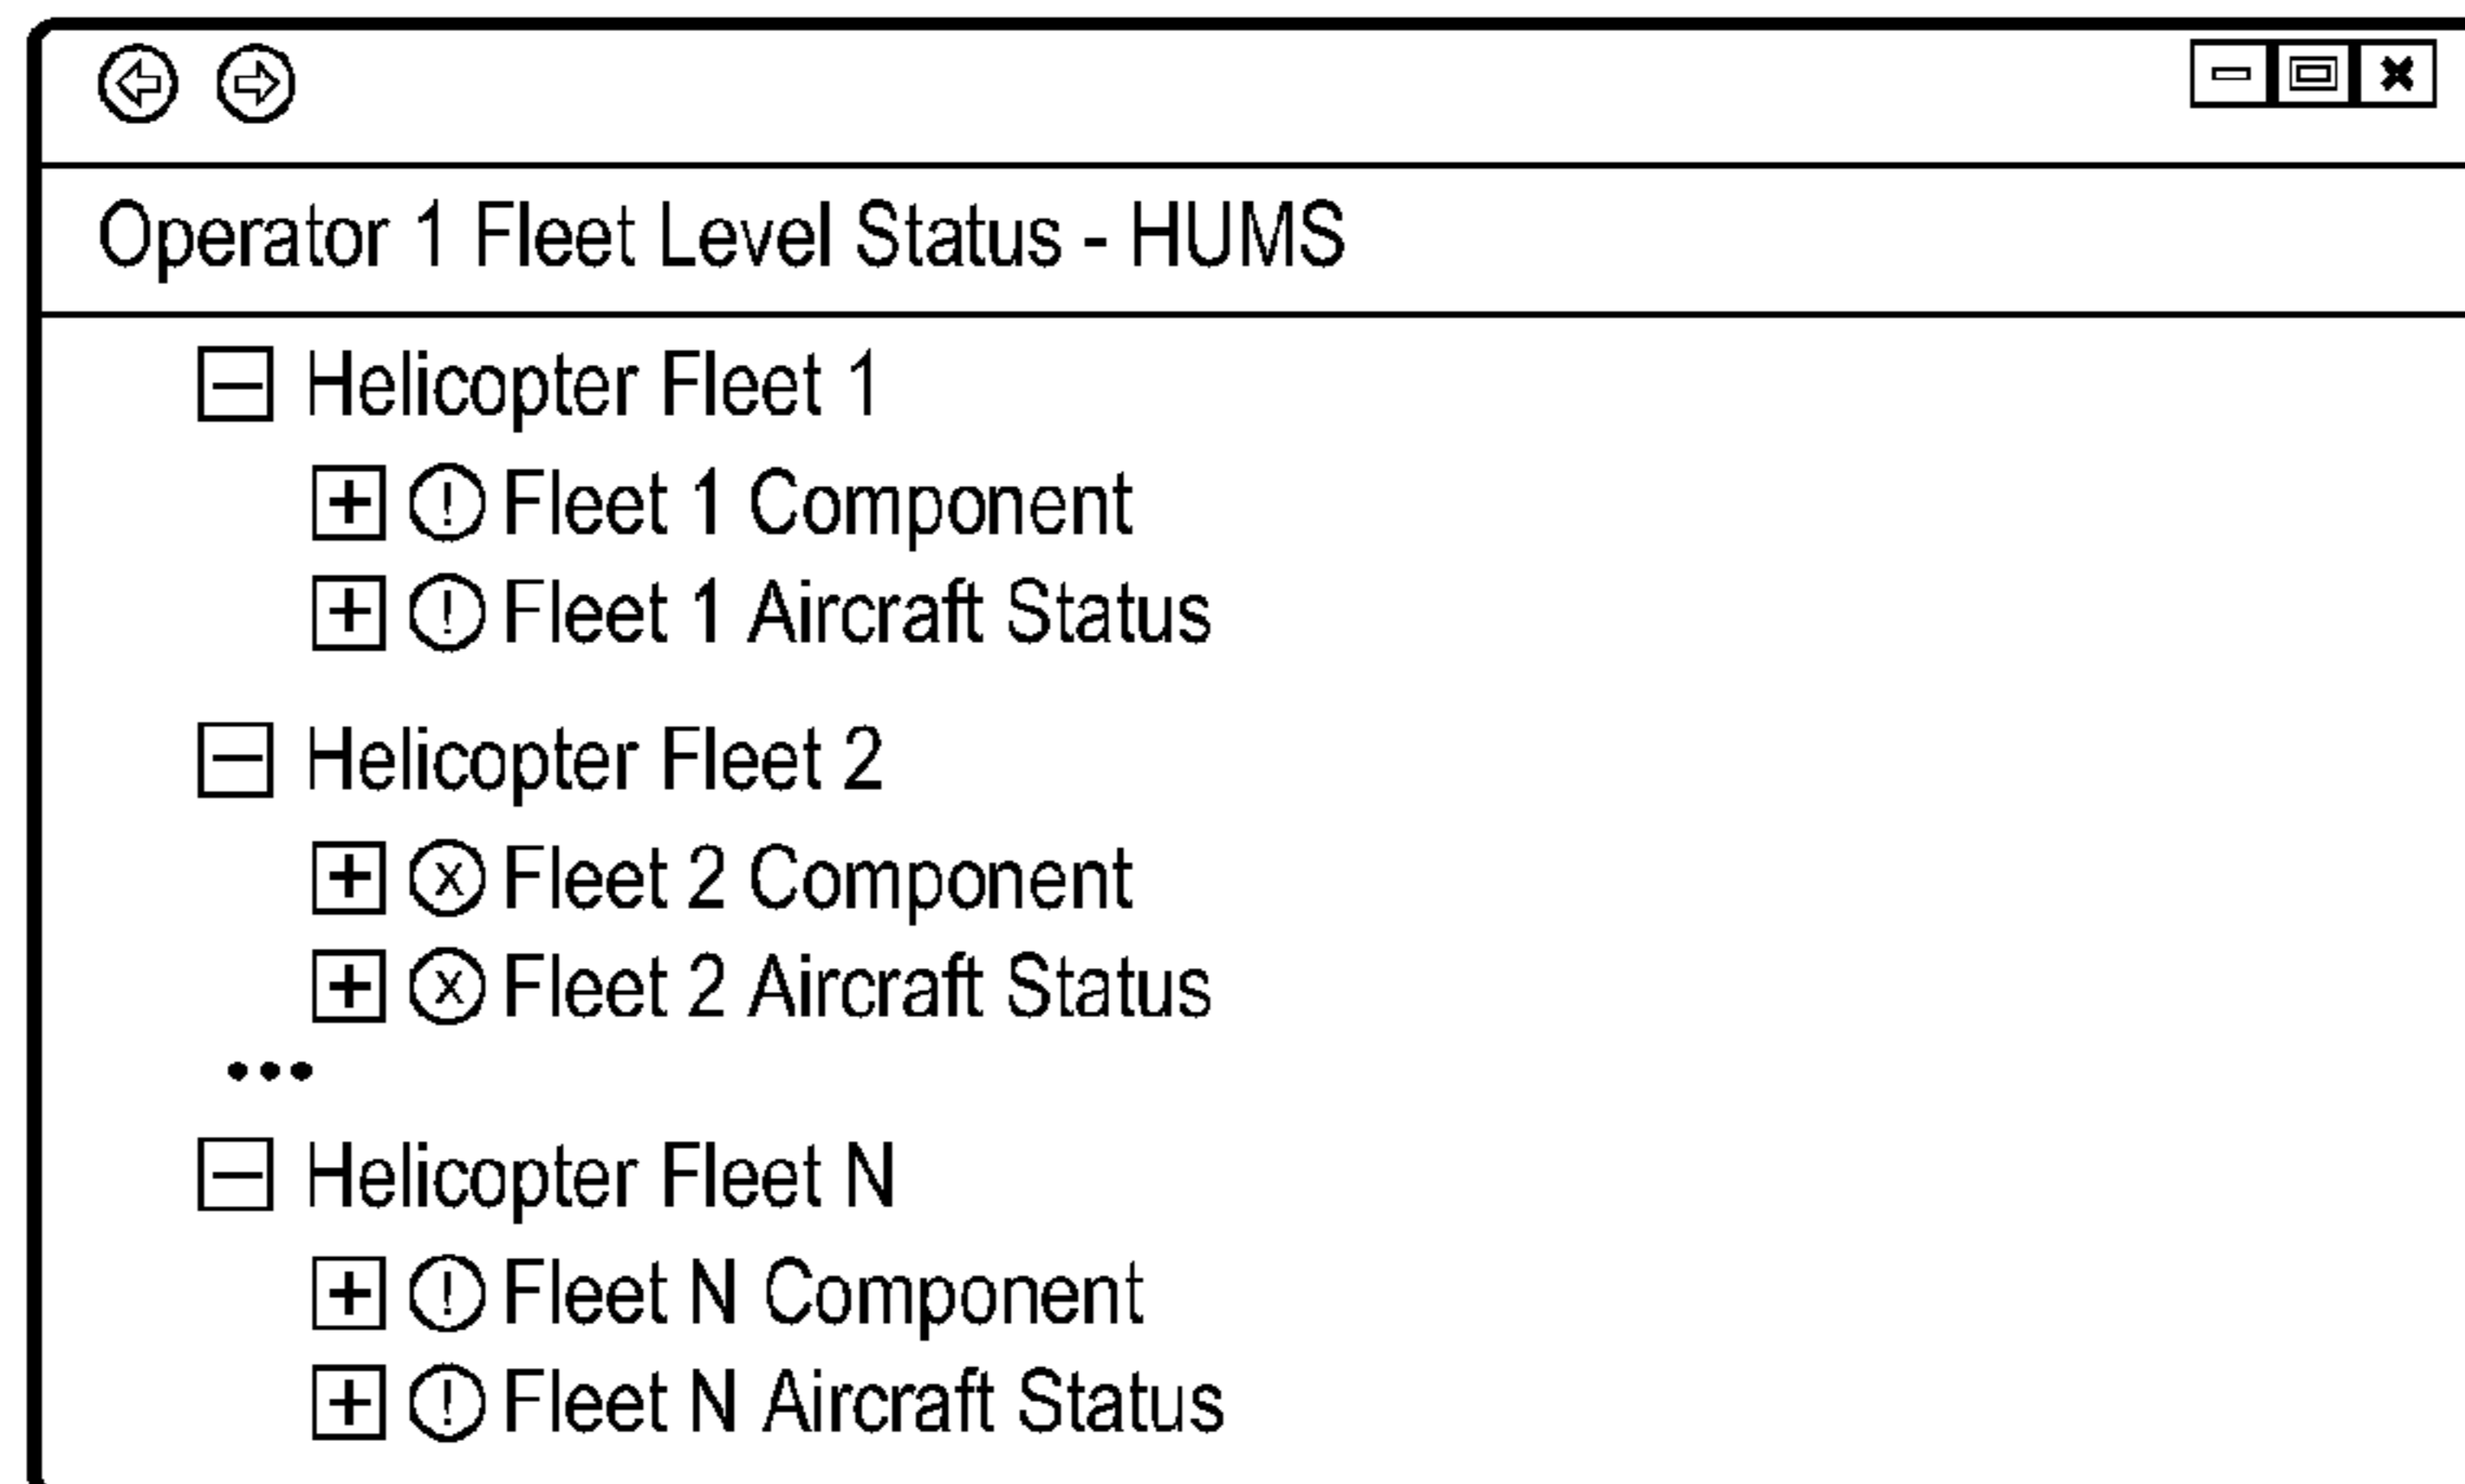 Operator 1 Fleet Level Status - HUMS
Helicopter Fleet 1
! Fleet 1 Component
! Fleet 1 Aircraft Status
Helicopter Fleet 2
x Fleet 2 Component
x Fleet 2 Aircraft Status
•••
Helicopter Fleet N
! Fleet N Component
! Fleet N Aircraft Status